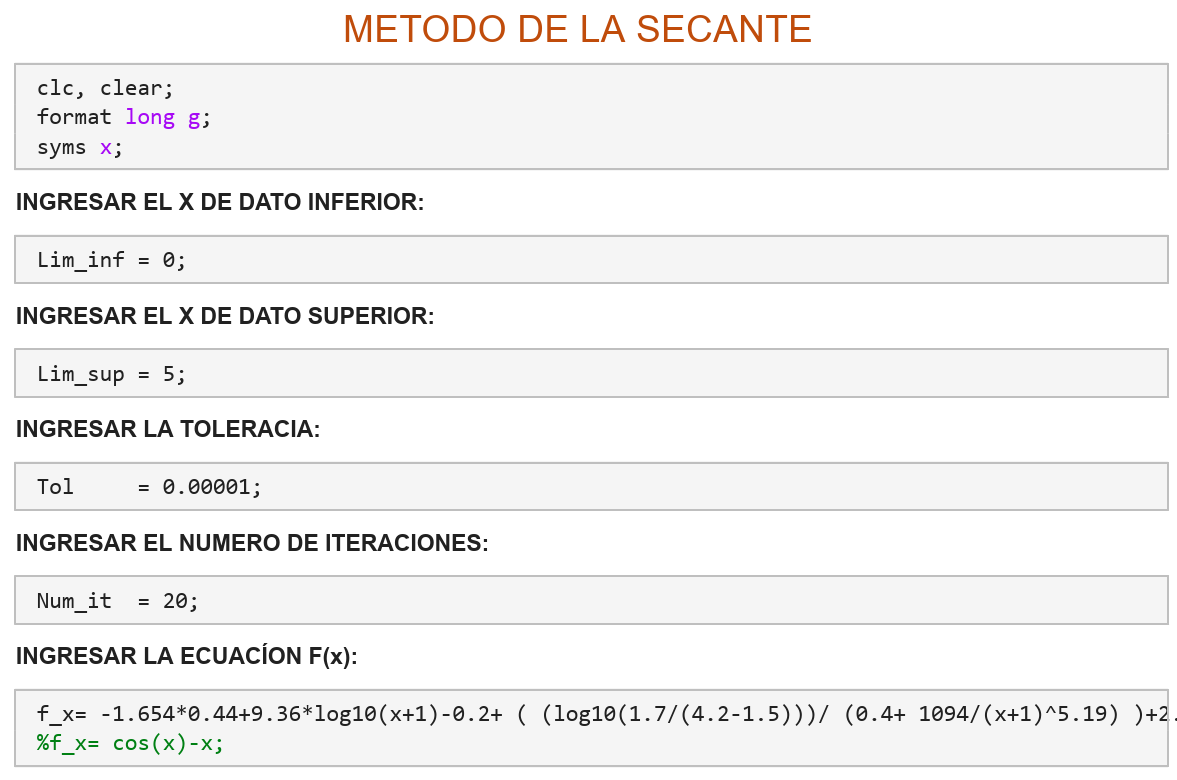 METODO DE LA SECANTE
clc, clear;
format long g;
syms x;
INGRESAR EL X DE DATO INFERIOR:
Lim_inf = 0;
INGRESAR EL X DE DATO SUPERIOR:
Lim_sup = 5;
INGRESAR LA TOLERACIA:
Tol     = 0.00001;
INGRESAR EL NUMERO DE ITERACIONES:
Num_it  = 20;
INGRESAR LA ECUACÍON F(x):
f_x= -1.654*0.44+9.36*log10(x+1)-0.2+ ( (log10(1.7/(4.2-1.5)))/ (0.4+ 1094/(x+1)^5.19) )+2.
%f_x= cos(x)-x;